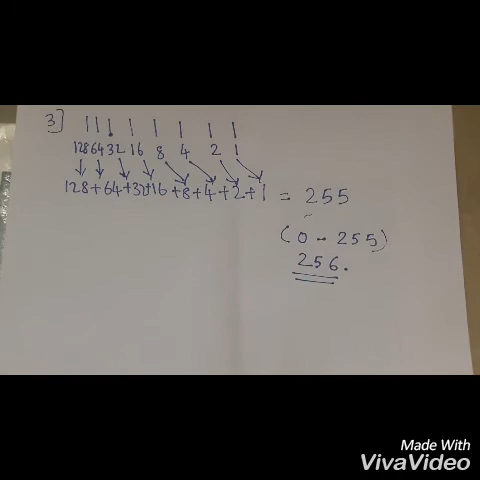 3] 1 1 1 1 1 1 1 1
128 64 32 16 8 4 2 1
128+64+32+16+8+4+2+1 = 255
(0-255)
256.
Made With
VivaVideo